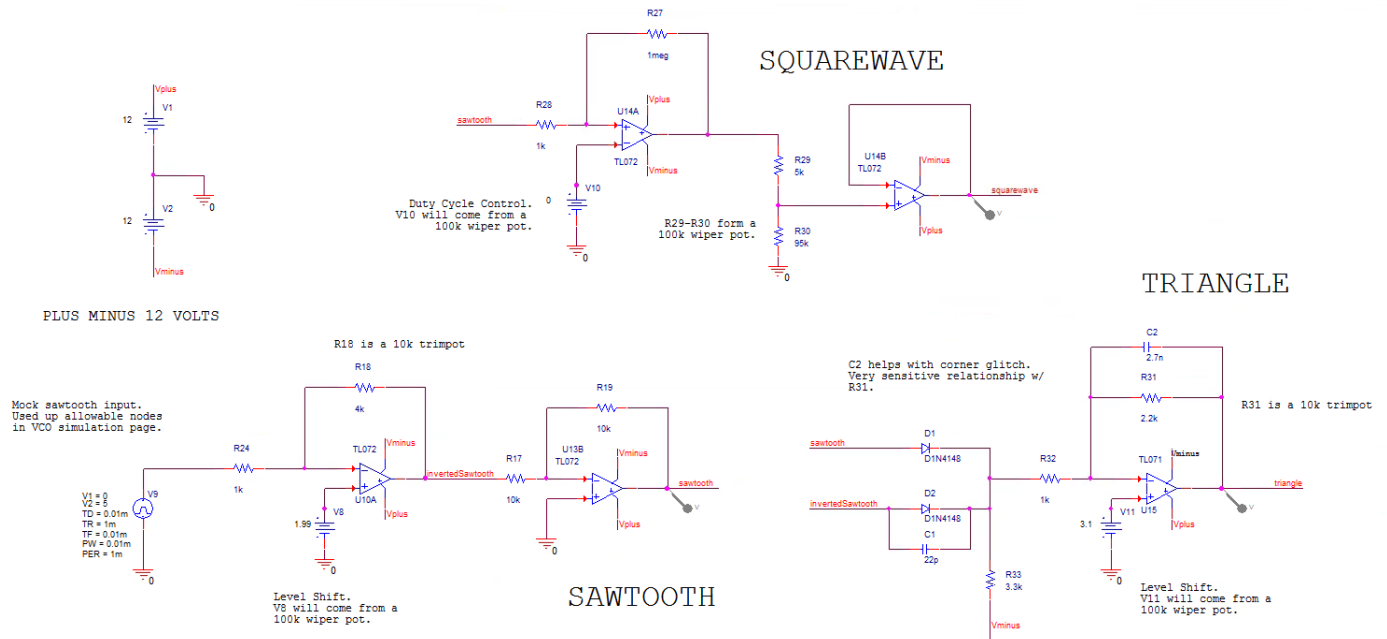 R27
1meg
SQUAREWAVE
Vplus
V1
12
R28
sawtooth
1k
U14A
Vplus
TL072
Vminus
U14B
TL072
Vminus
squarewave
V
Vplus
R29
5k
V10
0
0
Duty Cycle Control.
V10 will come from a
100k wiper pot.
R29-R30 form a
100k wiper pot.
R30
95k
0
0
V2
12
Vminus
PLUS MINUS 12 VOLTS
TRIANGLE
R18 is a 10k trimpot
R18
4k
R19
10k
Mock sawtooth input.
Used up allowable nodes
in VCO simulation page.
R24
1k
TL072
Vminus
U10A
Vplus
invertedSawtooth
R17
10k
U13B
TL072
Vminus
sawtooth
V
Vplus
V1 = 0
V2 = 5
TD = 0.01m
TR = 1m
TF = 0.01m
PW = 0.01m
PER = 1m
V9
0
V8
1.99
0
0
Level Shift.
V8 will come from a
100k wiper pot.
SAWTOOTH
C2 helps with corner glitch.
Very sensitive relationship w/
R31.
C2
2.7n
R31
2.2k
R31 is a 10k trimpot
sawtooth
D1
D1N4148
invertedSawtooth
D2
D1N4148
C1
22p
R32
1k
TL071
Vminus
U15
Vplus
triangle
V
V11
3.1
0
R33
3.3k
Vminus
Level Shift.
V11 will come from a
100k wiper pot.